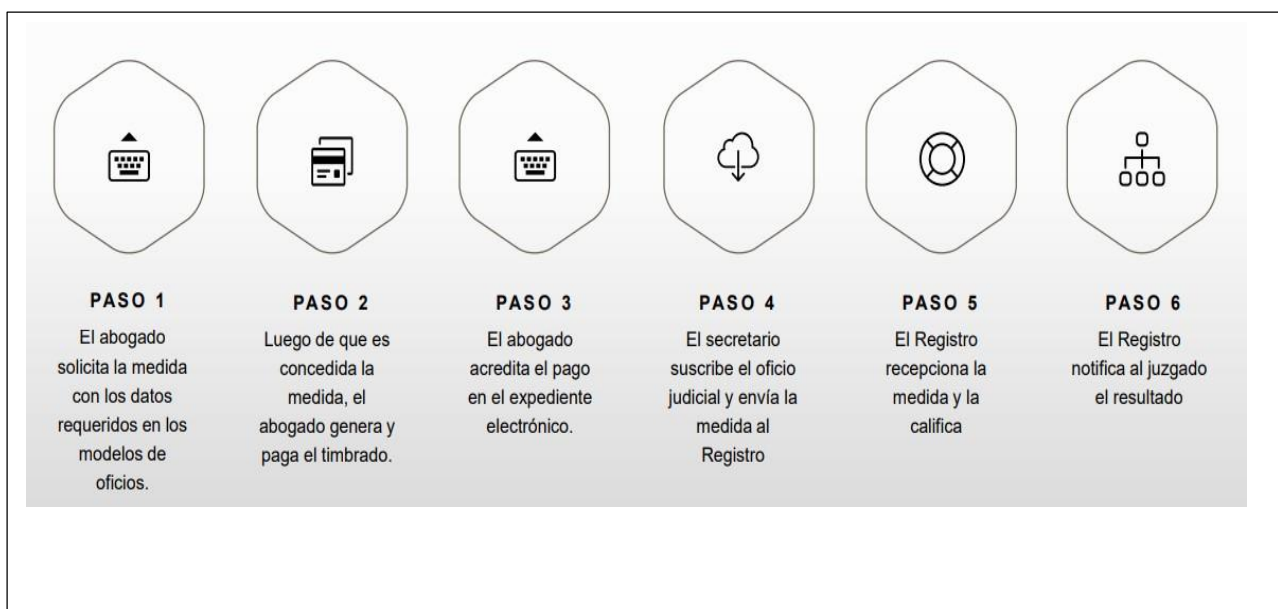 PASO 1
El abogado
solicita la medida
con los datos
requeridos en los
modelos de
oficios.
PASO 2
Luego de que es
concedida la
medida, el
abogado genera y
paga el timbrado.
PASO 3
El abogado
acredita el pago
en el expediente
electrónico.
PASO 4
El secretario
suscribe el oficio
judicial y envía la
medida al
Registro
PASO 5
El Registro
recepciona la
medida y la
califica
PASO 6
El Registro
notifica al juzgado
el resultado